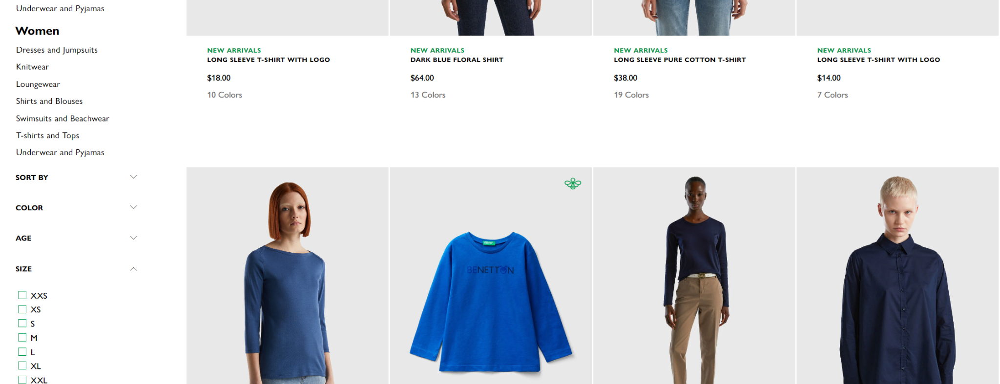 Underwear and Pyjamas
Women
Dresses and Jumpsuits
Knitwear
Loungewear
Shirts and Blouses
Swimsuits and Beachwear
T-shirts and Tops
Underwear and Pyjamas
SORT BY
COLOR
AGE
SIZE
XXS
XS
S
M
L
XL
XXL
NEW ARRIVALS
LONG SLEEVE T-SHIRT WITH LOGO
$18.00
10 Colors
NEW ARRIVALS
DARK BLUE FLORAL SHIRT
$64.00
13 Colors
NEW ARRIVALS
LONG SLEEVE PURE COTTON T-SHIRT
$38.00
19 Colors
NEW ARRIVALS
LONG SLEEVE T-SHIRT WITH LOGO
$14.00
7 Colors
BENETTON